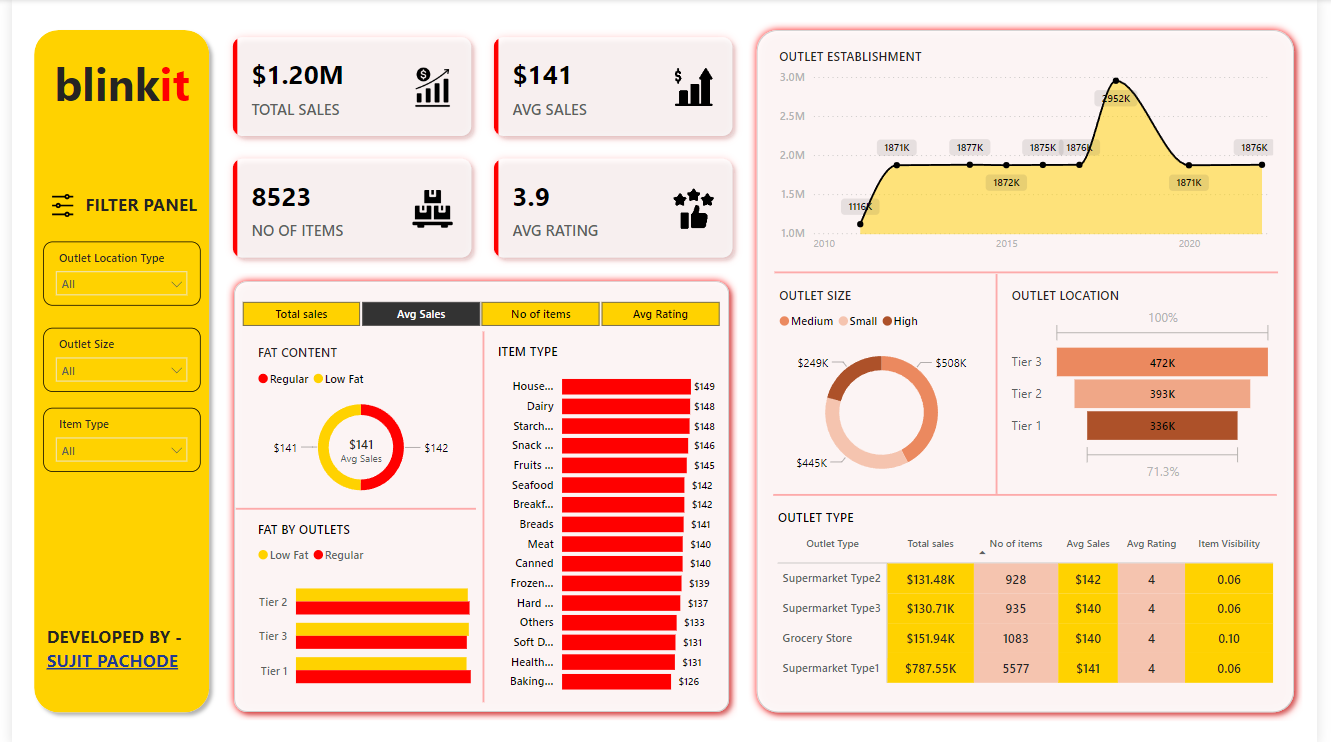 blinkit
FILTER PANEL
Outlet Location Type
All
Outlet Size
All
Item Type
All
DEVELOPED BY -
SUJIT PACHODE
$1.20M
TOTAL SALES
$141
AVG SALES
8523
NO OF ITEMS
3.9
AVG RATING
Total sales
Avg Sales
No of items
Avg Rating
FAT CONTENT
Regular Low Fat
$141
$141
Avg Sales
$142
FAT BY OUTLETS
Low Fat Regular
Tier 2
Tier 3
Tier 1
ITEM TYPE
House... $149
Dairy $148
Starch... $148
Snack ... $146
Fruits ... $145
Seafood $142
Breakf... $142
Breads $141
Meat $140
Canned $140
Frozen... $139
Hard ... $137
Others $133
Soft D... $131
Health... $131
Baking... $126
OUTLET ESTABLISHMENT
3.0M
2.5M
2.0M
1.5M
1.0M
1116K
1871K
1877K
1872K
1875K
1876K
2952K
1871K
1876K
2010 2015 2020
OUTLET SIZE
Medium Small High
$249K
$508K
$445K
OUTLET LOCATION
100%
Tier 3 472K
Tier 2 393K
Tier 1 336K
71.3%
OUTLET TYPE
Outlet Type Total sales No of items Avg Sales Avg Rating Item Visibility
Supermarket Type2 $131.48K 928 $142 4 0.06
Supermarket Type3 $130.71K 935 $140 4 0.06
Grocery Store $151.94K 1083 $140 4 0.10
Supermarket Type1 $787.55K 5577 $141 4 0.06